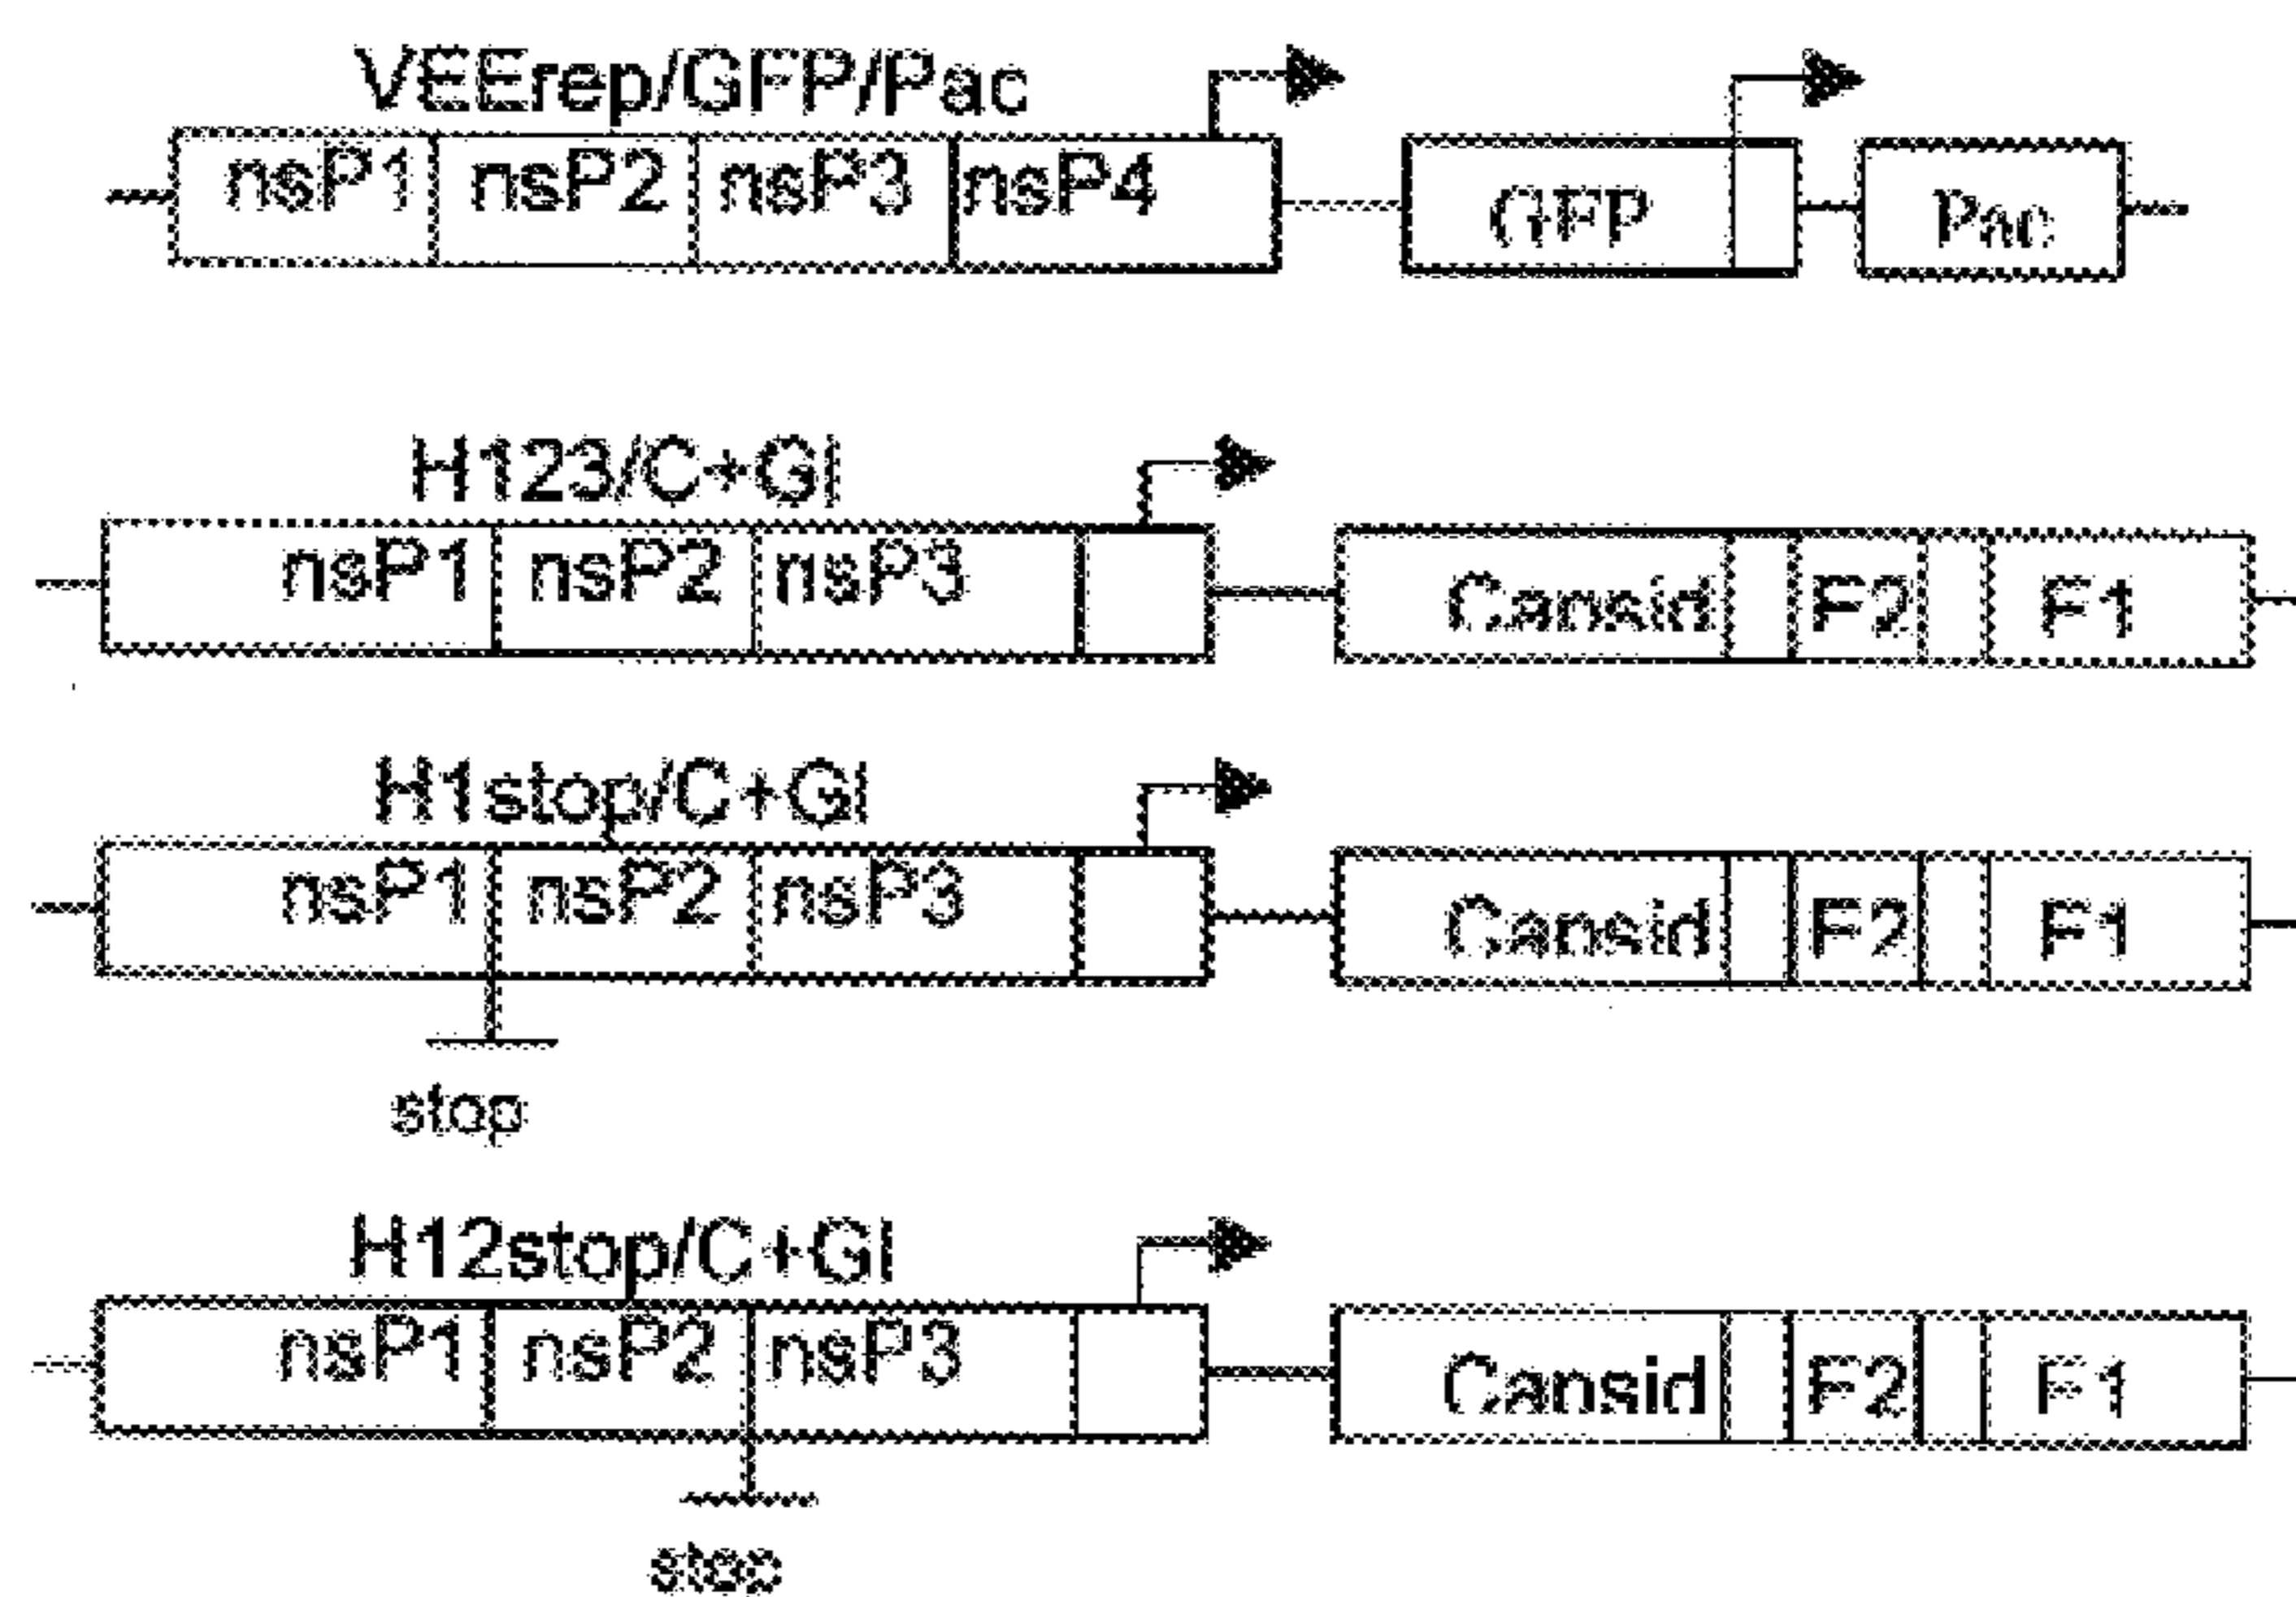 VEErep/GFP/Pac
nsP1 nsP2 nsP3 nsP4 GFP Pac
H123/C+Gl
nsP1 nsP2 nsP3 Capsid E2 E1
H1stop/C+Gl
nsP1 nsP2 nsP3 Capsid E2 E1
stop
H12stop/C+Gl
nsP1 nsP2 nsP3 Capsid E2 E1
stop